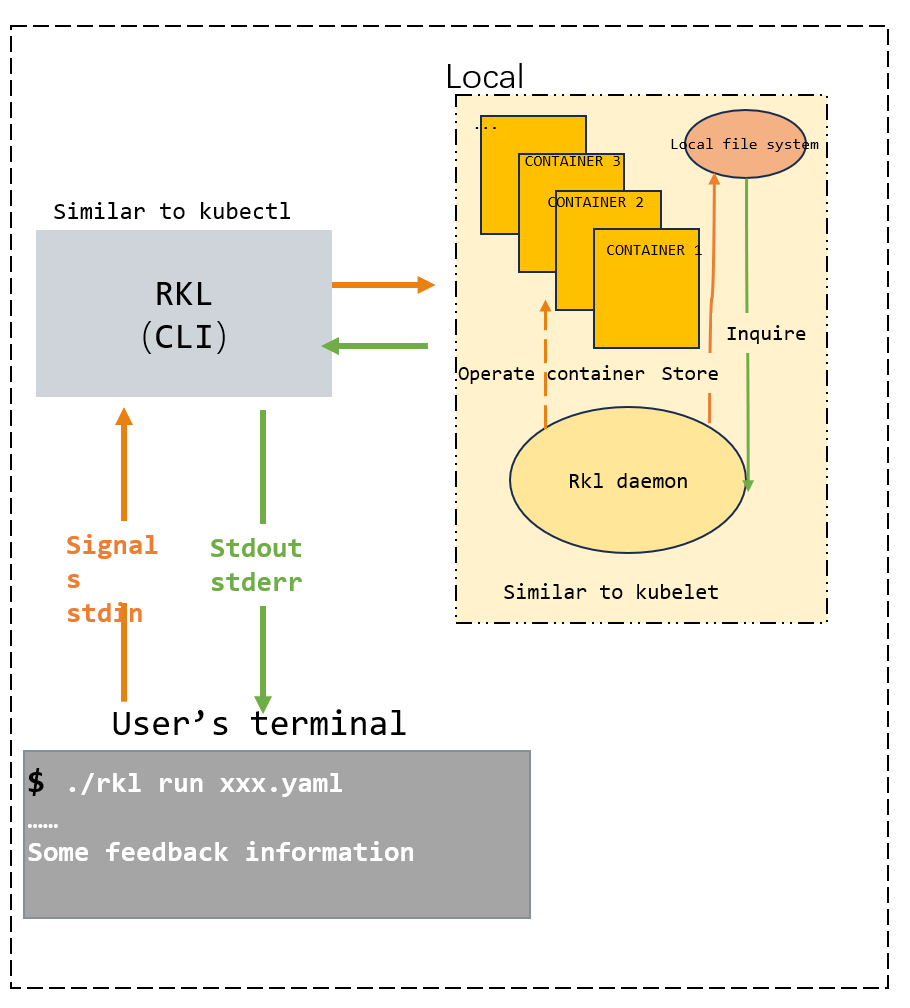 Local
...
CONTAINER 3
CONTAINER 2
CONTAINER 1
Local file system
Similar to kubectl
RKL
(CLI)
Inquire
Operate container
Store
Rkl daemon
Similar to kubelet
Signal
s
stdin
Stdout
stderr
User’s terminal
$ ./rkl run xxx.yaml
……
Some feedback information